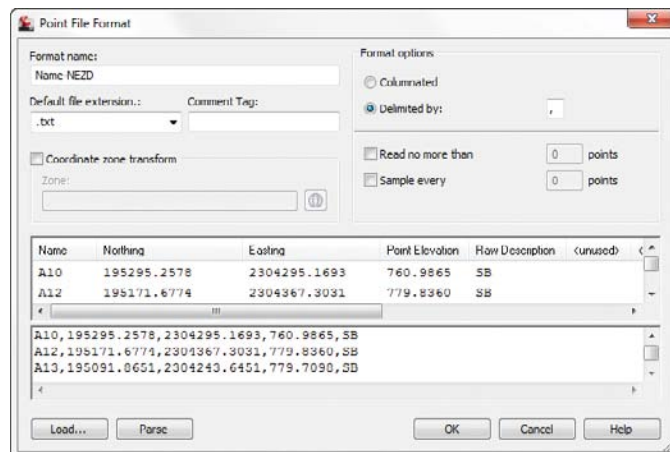 Point File Format
Format name:
Name-NEZD
Default file extension.: Comment Tag:
.txt
Coordinate zone transform
Zone:
Format options
Columnated
Delimited by: ,
Read no more than 0 points
Sample every 0 points
Name Northing Easting Point Elevation Raw Description <unused> <
A10 195295.2578 2304295.1693 760.9865 SB
A12 195171.6774 2304367.3031 779.8360 SB
A10,195295.2578,2304295.1693,760.9865,SB
A12,195171.6774,2304367.3031,779.8360,SB
A13,195091.8651,2304243.6451,779.7098,SB
Load... Parse OK Cancel Help